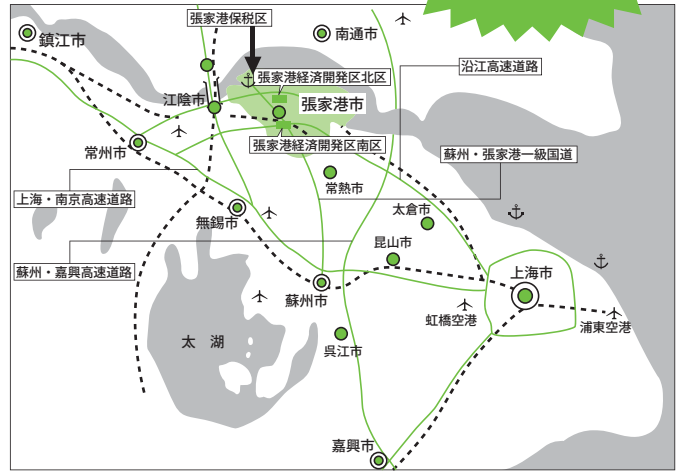 張家港保税区
鎮江市
南通市
沿江高速道路
張家港経済開発区北区
江陰市
張家港市
張家港経済開発区南区
常州市
蘇州・張家港一級国道
常熟市
上海・南京高速道路
太倉市
無錫市
昆山市
蘇州・嘉興高速道路
上海市
蘇州市
虹橋空港
浦東空港
太 湖
呉江市
嘉興市